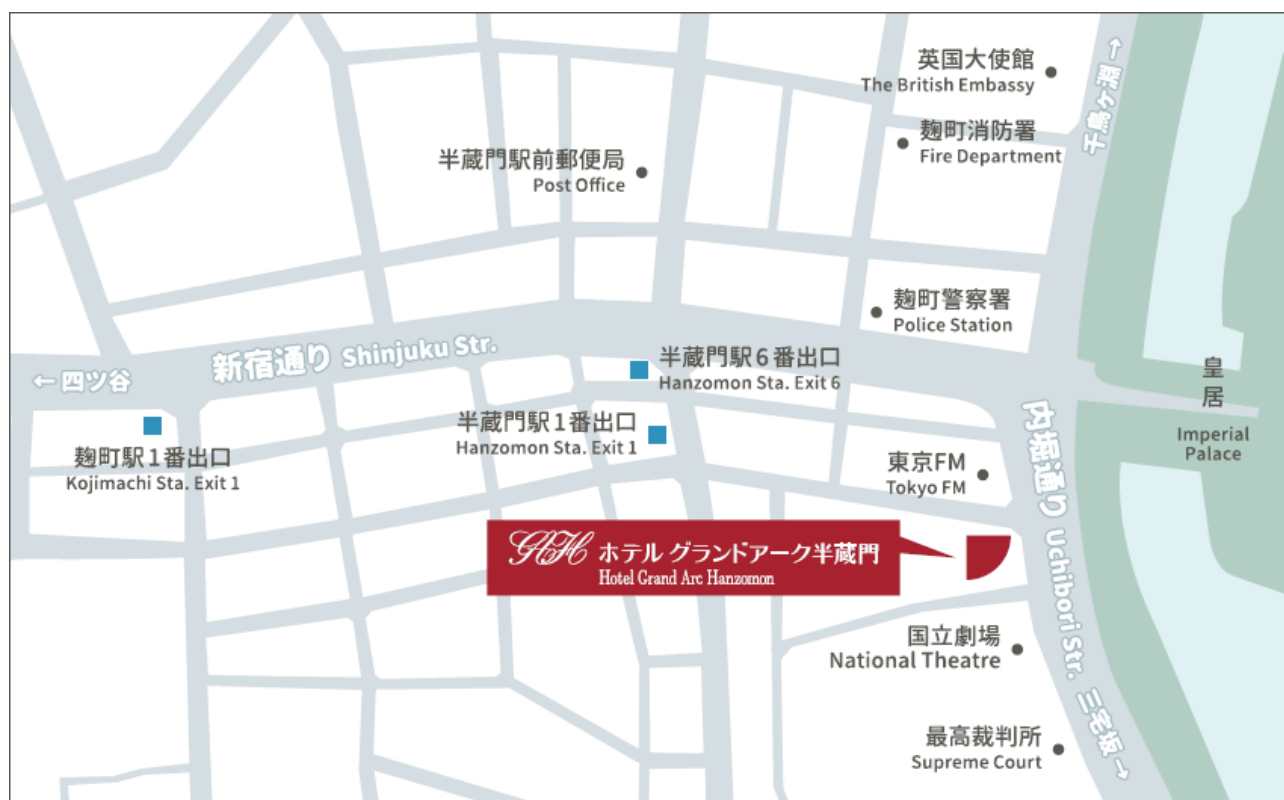 英国大使館
The British Embassy
千鳥ヶ淵→
麹町消防署
Fire Department
半蔵門駅前郵便局
Post Office
麹町警察署
Police Station
新宿通り Shinjuku Str.
←四ツ谷
半蔵門駅6番出口
Hanzomon Sta. Exit 6
皇居
Imperial
Palace
半蔵門駅1番出口
Hanzomon Sta. Exit 1
麹町駅1番出口
Kojimachi Sta. Exit 1
内堀通り Uchibori Str.
東京FM
Tokyo FM
GAH ホテル グランドアーク半蔵門
Hotel Grand Arc Hanzomon
国立劇場
National Theatre
三宅坂→
最高裁判所
Supreme Court